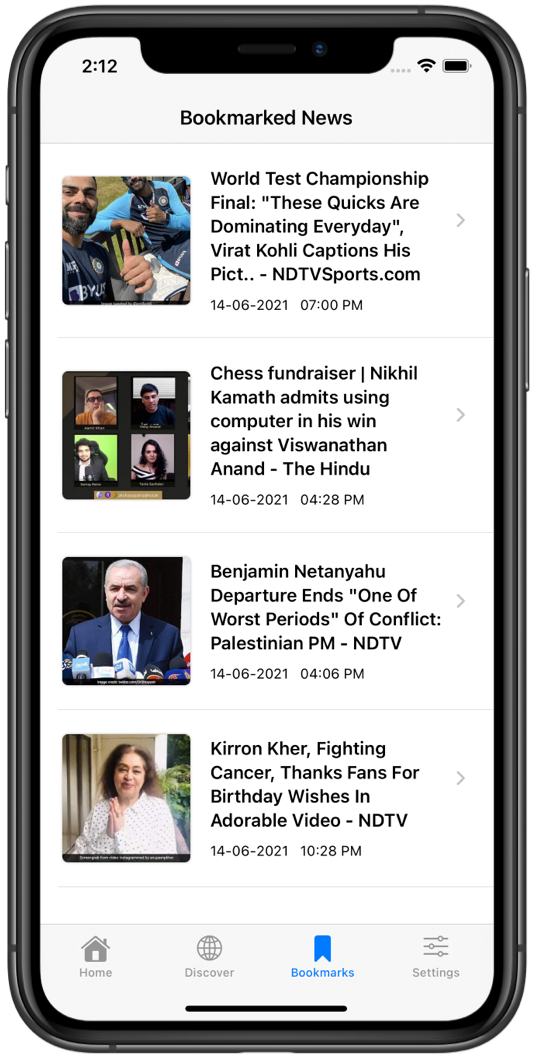 2:12
Bookmarked News
World Test Championship
Final: "These Quicks Are
Dominating Everyday",
Virat Kohli Captions His
Pict.. - NDTVSports.com
14-06-2021 07:00 PM
BYJU
Chess fundraiser | Nikhil
Kamath admits using
computer in his win
against Viswanathan
Anand - The Hindu
14-06-2021 04:28 PM
Aamir Khan
Benjamin Netanyahu
Departure Ends "One Of
Worst Periods" Of Conflict:
Palestinian PM - NDTV
14-06-2021 04:06 PM
Kirron Kher, Fighting
Cancer, Thanks Fans For
Birthday Wishes In
Adorable Video - NDTV
14-06-2021 10:28 PM
Home
Discover
Bookmarks
Settings